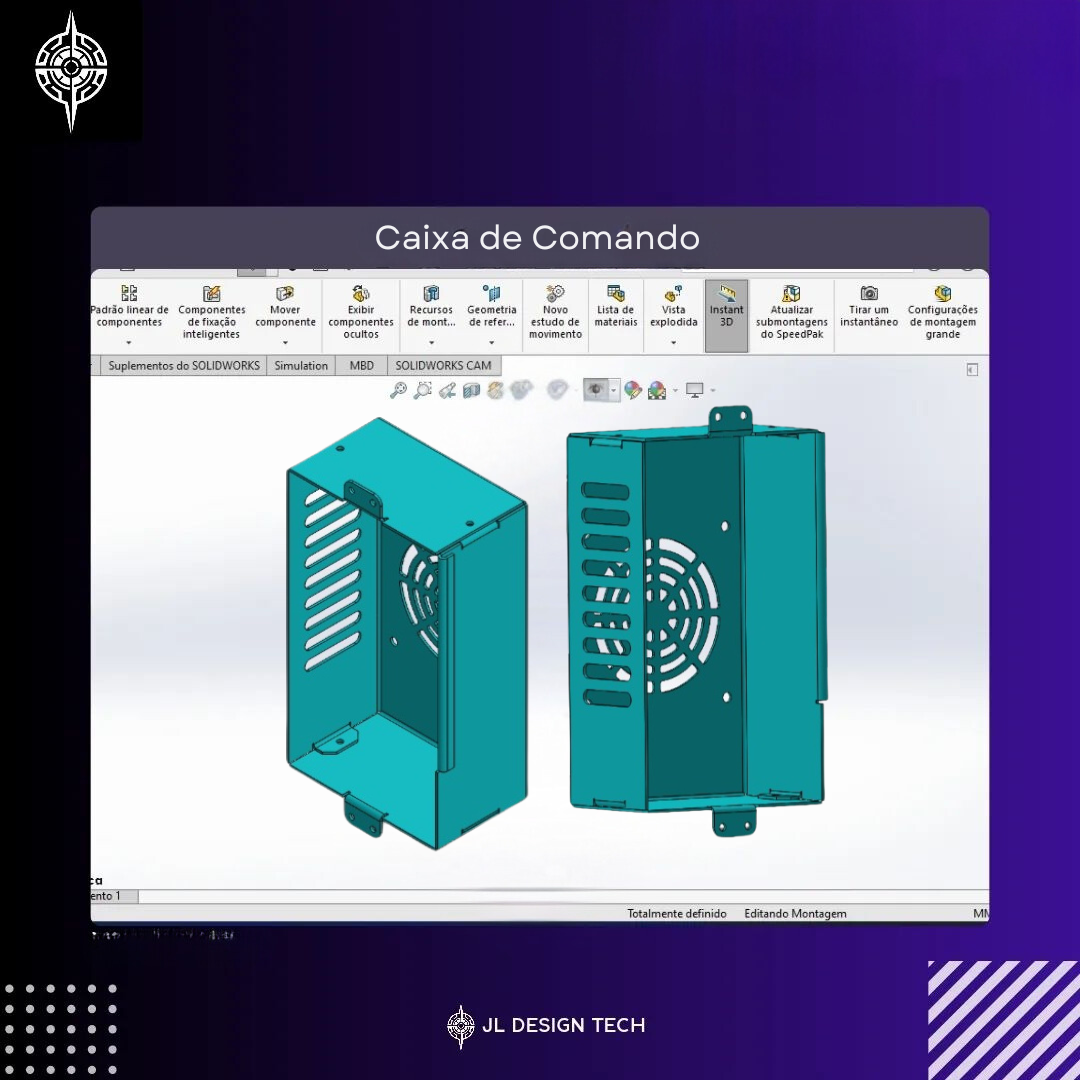 Caixa de Comando
Padrão linear de componentes
Componentes de fixação inteligentes
Mover componente
Exibir componentes ocultos
Recursos de mont...
Geometria de refer...
Novo estudo de movimento
Lista de materiais
Vista explodida
Instant 3D
Atualizar submontagens do SpeedPak
Tirar um instantâneo
Configurações de montagem grande
Suplementos do SOLIDWORKS
Simulation
MBD
SOLIDWORKS CAM
ca
ento 1
Totalmente definido
Editando Montagem
JL DESIGN TECH